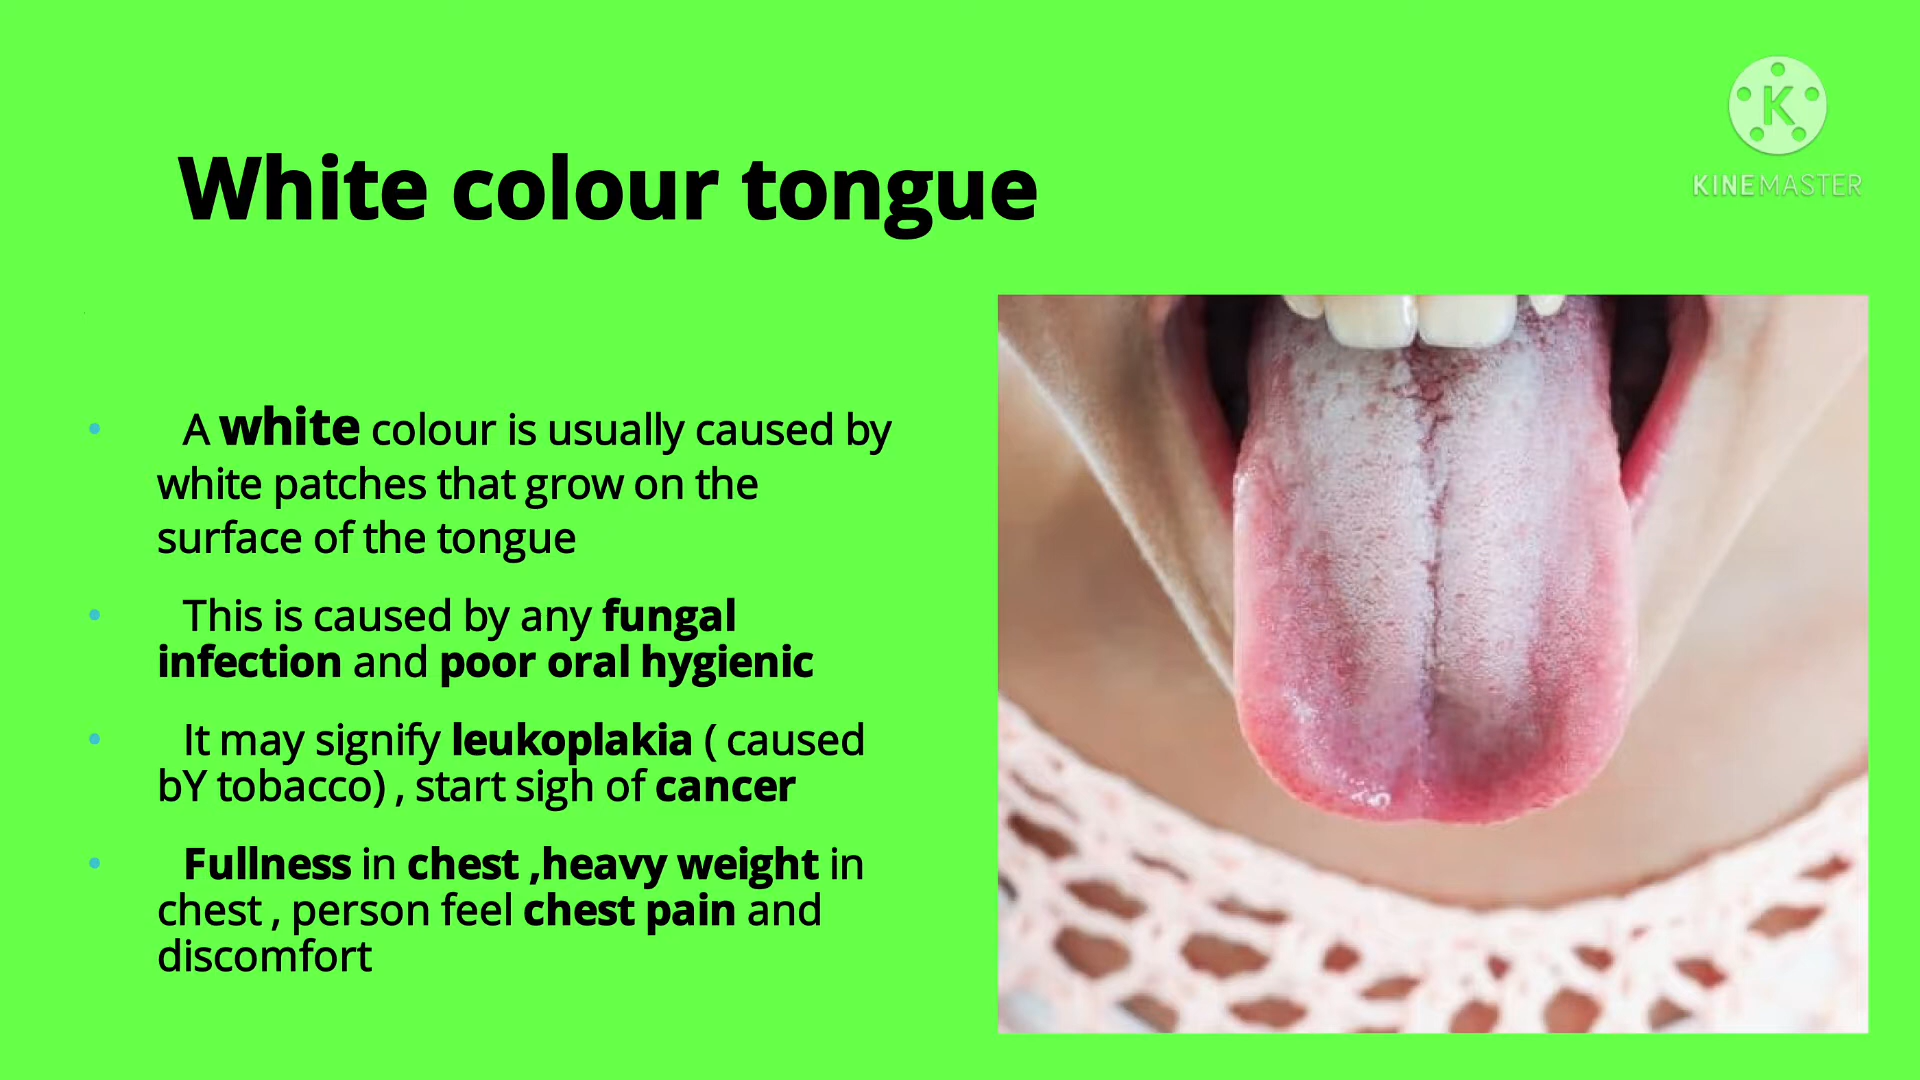 KINEMASTER
White colour tongue
• A white colour is usually caused by
white patches that grow on the
surface of the tongue
• This is caused by any fungal
infection and poor oral hygienic
• It may signify leukoplakia ( caused
bY tobacco) , start sigh of cancer
• Fullness in chest ,heavy weight in
chest , person feel chest pain and
discomfort